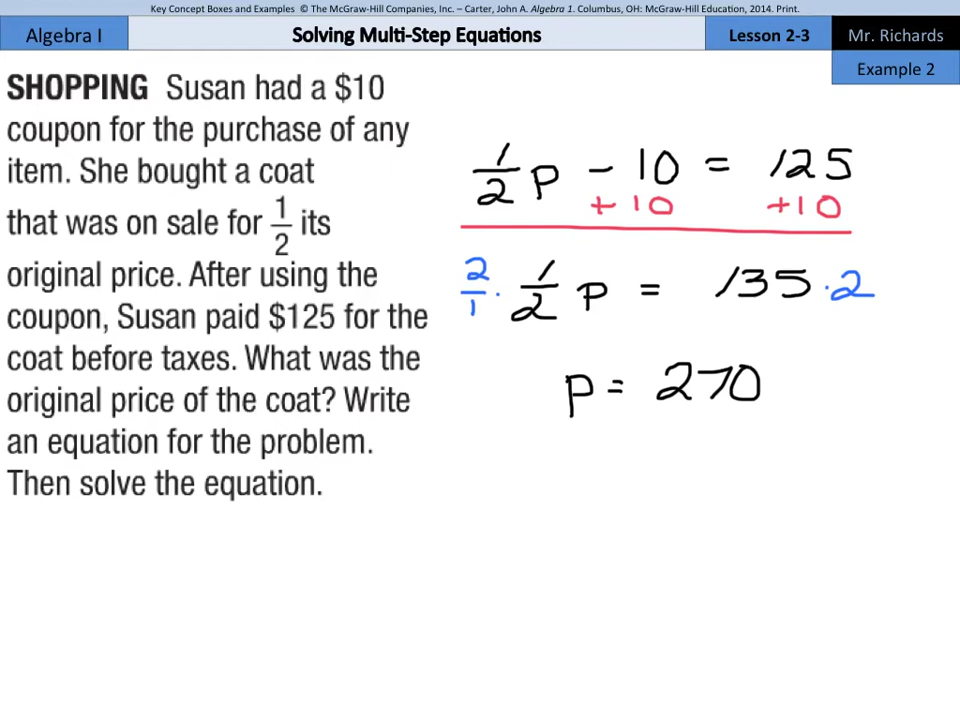 Key Concept Boxes and Examples © The McGraw-Hill Companies, Inc. – Carter, John A. Algebra 1. Columbus, OH: McGraw-Hill Education, 2014. Print.
Algebra I
Solving Multi-Step Equations
Lesson 2-3
Mr. Richards
Example 2
SHOPPING Susan had a $10
coupon for the purchase of any
item. She bought a coat
that was on sale for 1/2 its
original price. After using the
coupon, Susan paid $125 for the
coat before taxes. What was the
original price of the coat? Write
an equation for the problem.
Then solve the equation.
1/2 p – 10 = 125
+10 +10
2/1 · 1/2 p = 135 · 2
p = 270